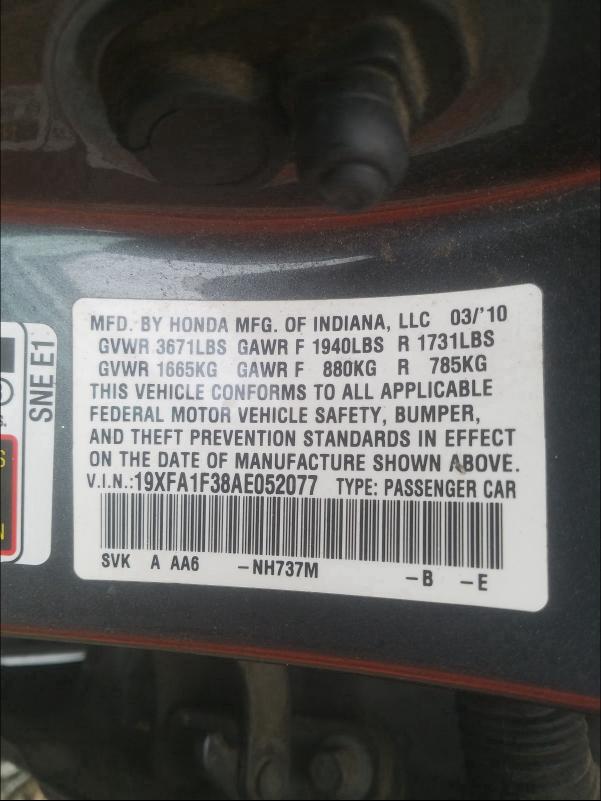 MFD. BY HONDA MFG. OF INDIANA, LLC 03/'10
GVWR 3671LBS GAWR F 1940LBS R 1731LBS
GVWR 1665KG GAWR F 880KG R 785KG
THIS VEHICLE CONFORMS TO ALL APPLICABLE
FEDERAL MOTOR VEHICLE SAFETY, BUMPER,
AND THEFT PREVENTION STANDARDS IN EFFECT
ON THE DATE OF MANUFACTURE SHOWN ABOVE.
V.I.N.:19XFA1F38AE052077 TYPE: PASSENGER CAR
SVK A AA6 -NH737M -B -E
SNE E1